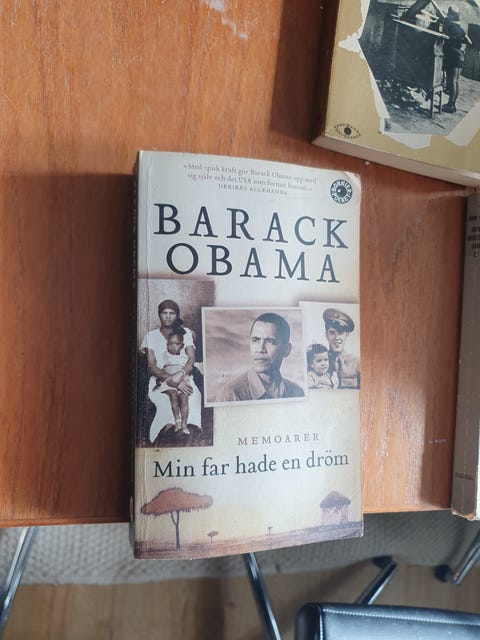 »Med episk kraft gör Barack Obama upp med
sig själv och det USA som format honom.»
NERIKES ALLEHANDA
BARACK
OBAMA
MEMOARER
Min far hade en dröm